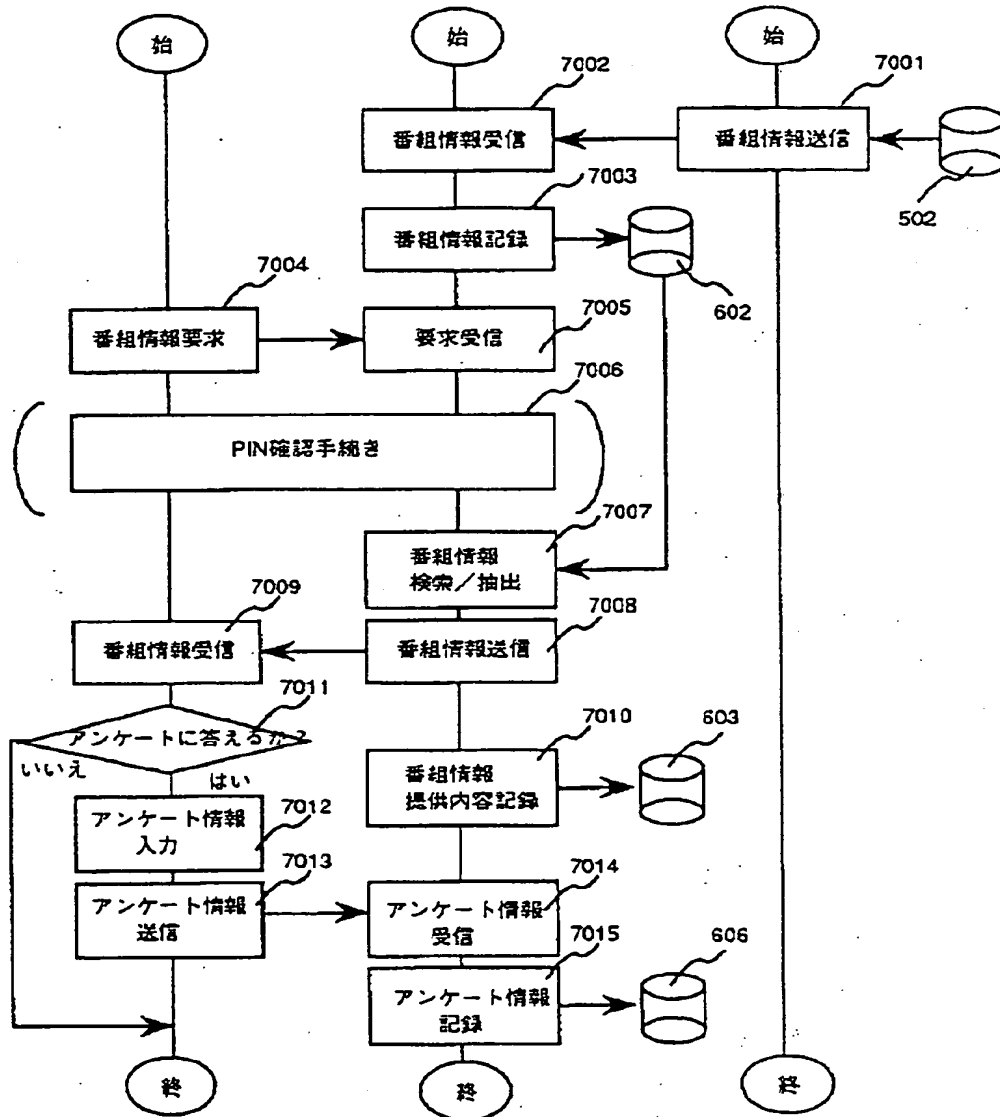 始
始
始
7002
7001
番組情報受信
番組情報送信
7003
502
番組情報記録
7004
602
7005
番組情報要求
要求受信
7006
PIN確認手続き
7007
番組情報
検索／抽出
7009
7008
番組情報受信
番組情報送信
7011
7010
603
アンケートに答えるか？
いいえ
はい
番組情報
提供内容記録
7012
アンケート情報
入力
7013
7014
アンケート情報
送信
アンケート情報
受信
7015
606
アンケート情報
記録
終
終
終